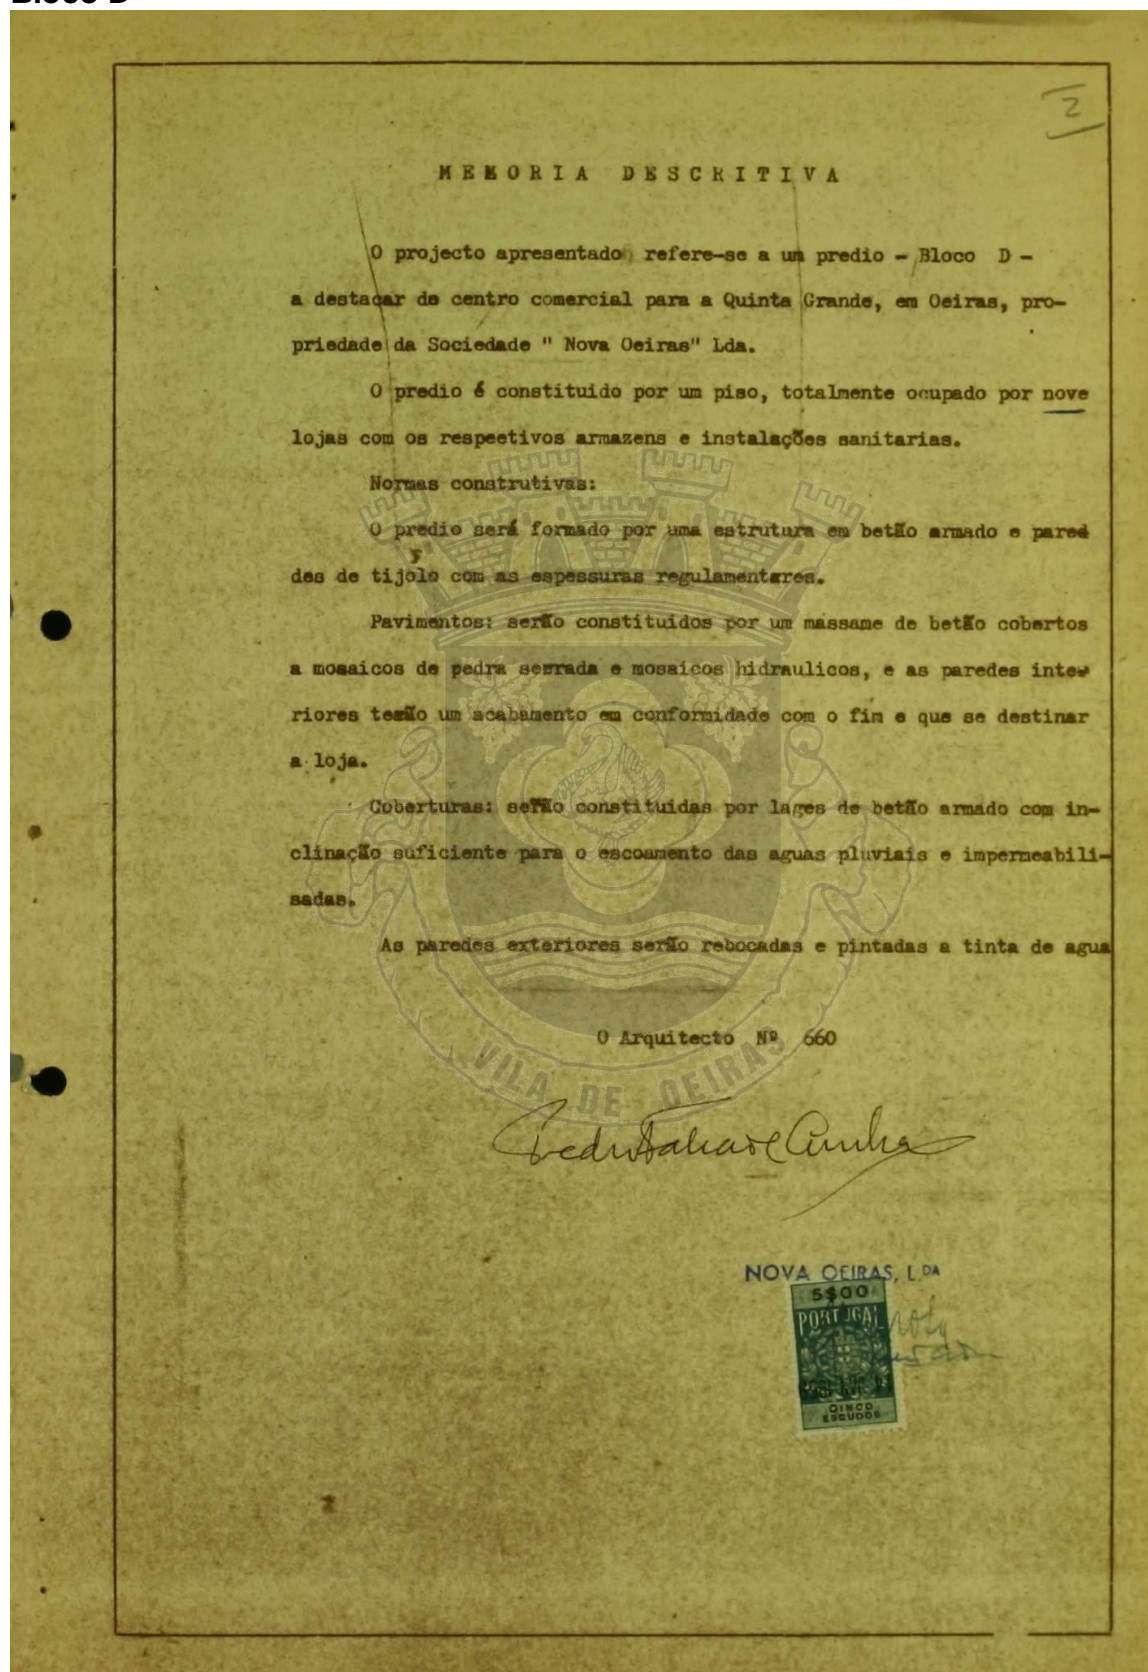 Bloco D
2
MEMORIA DESCRITIVA
O projecto apresentado refere-se a um predio - Bloco D -
a destacar de centro comercial para a Quinta Grande, em Oeiras, pro-
priedade da Sociedade " Nova Oeiras" Lda.
O predio é constituido por um piso, totalmente ocupado por nove
lojas com os respectivos armazens e instalações sanitarias.
Normas construtivas:
O predio será formado por uma estrutura em betão armado e pared
des de tijolo com as espessuras regulamentares.
Pavimentos: serão constituidos por um massame de betão cobertos
a mosaicos de pedra serrada e mosaicos hidraulicos, e as paredes inte-
riores terão um acabamento em conformidade com o fim e que se destinar
a loja.
Coberturas: serão constituidas por lages de betão armado com in-
clinação suficiente para o escoamento das aguas pluviais e impermeabili-
sadas.
As paredes exteriores serão rebocadas e pintadas a tinta de agua
O Arquitecto Nº 660
VILA DE OEIRAS
Cunha
NOVA OEIRAS, L.DA
5$00
PORTUGAL
CINCO
ESCUDOS